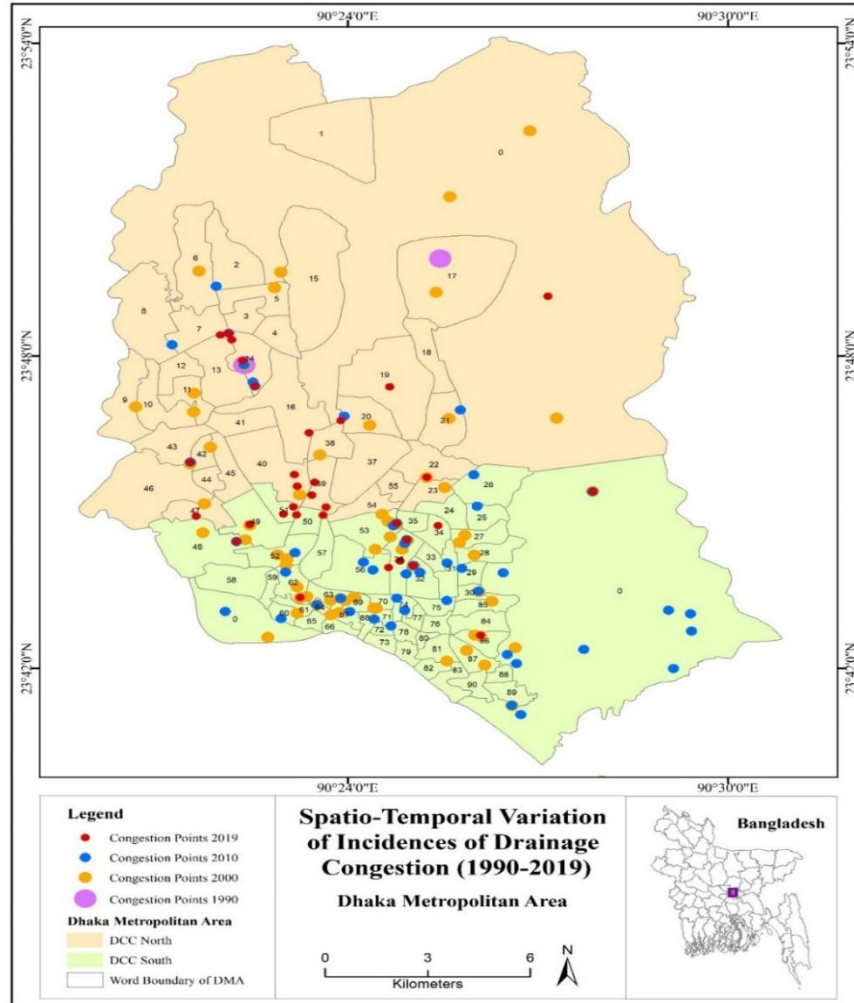 90°24'0"E 90°30'0"E
23°54'N 23°54'N
1
0
6 2
17
15
5
8
3
7 4
18
23°48'N 23°48'N
14
12 13
19
11
9 10
16
20
21
41
43
42 38
22
40 37
44 45
46 39
55 23
26
47
51 54
50 24 25
49 35
34
53
48 27
57
33 28
52
36
56 31 29
32
59
58 62 30
0
63 70 85
69 74 75
64
61 67 68 71 77
60 65 84
66 72 76
78
73 80 86
79 81
87
82 83
88
90
89
0
23°42'N 23°42'N
90°24'0"E 90°30'0"E
Legend
Congestion Points 2019
Congestion Points 2010
Congestion Points 2000
Congestion Points 1990
Dhaka Metropolitan Area
DCC North
DCC South
Word Boundary of DMA
Spatio-Temporal Variation
of Incidences of Drainage
Congestion (1990-2019)
Dhaka Metropolitan Area
N
0 3 6
Kilometers
Bangladesh